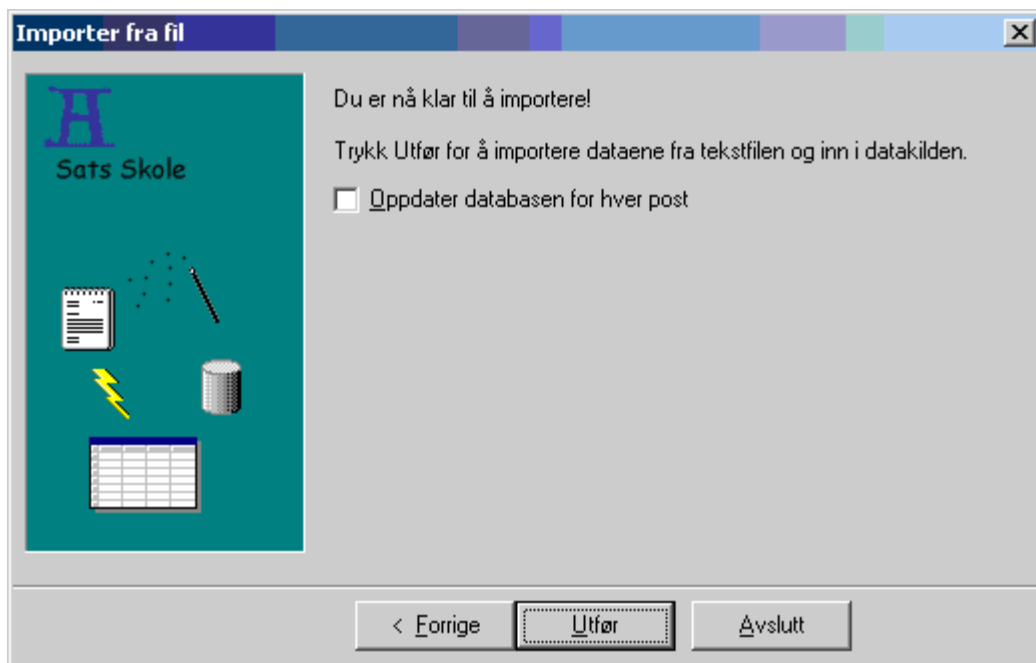 Importer fra fil
A
Sats Skole
Du er nå klar til å importere!
Trykk Utfør for å importere dataene fra tekstfilen og inn i datakilden.
Oppdater databasen for hver post
< Forrige
Utfør
Avslutt